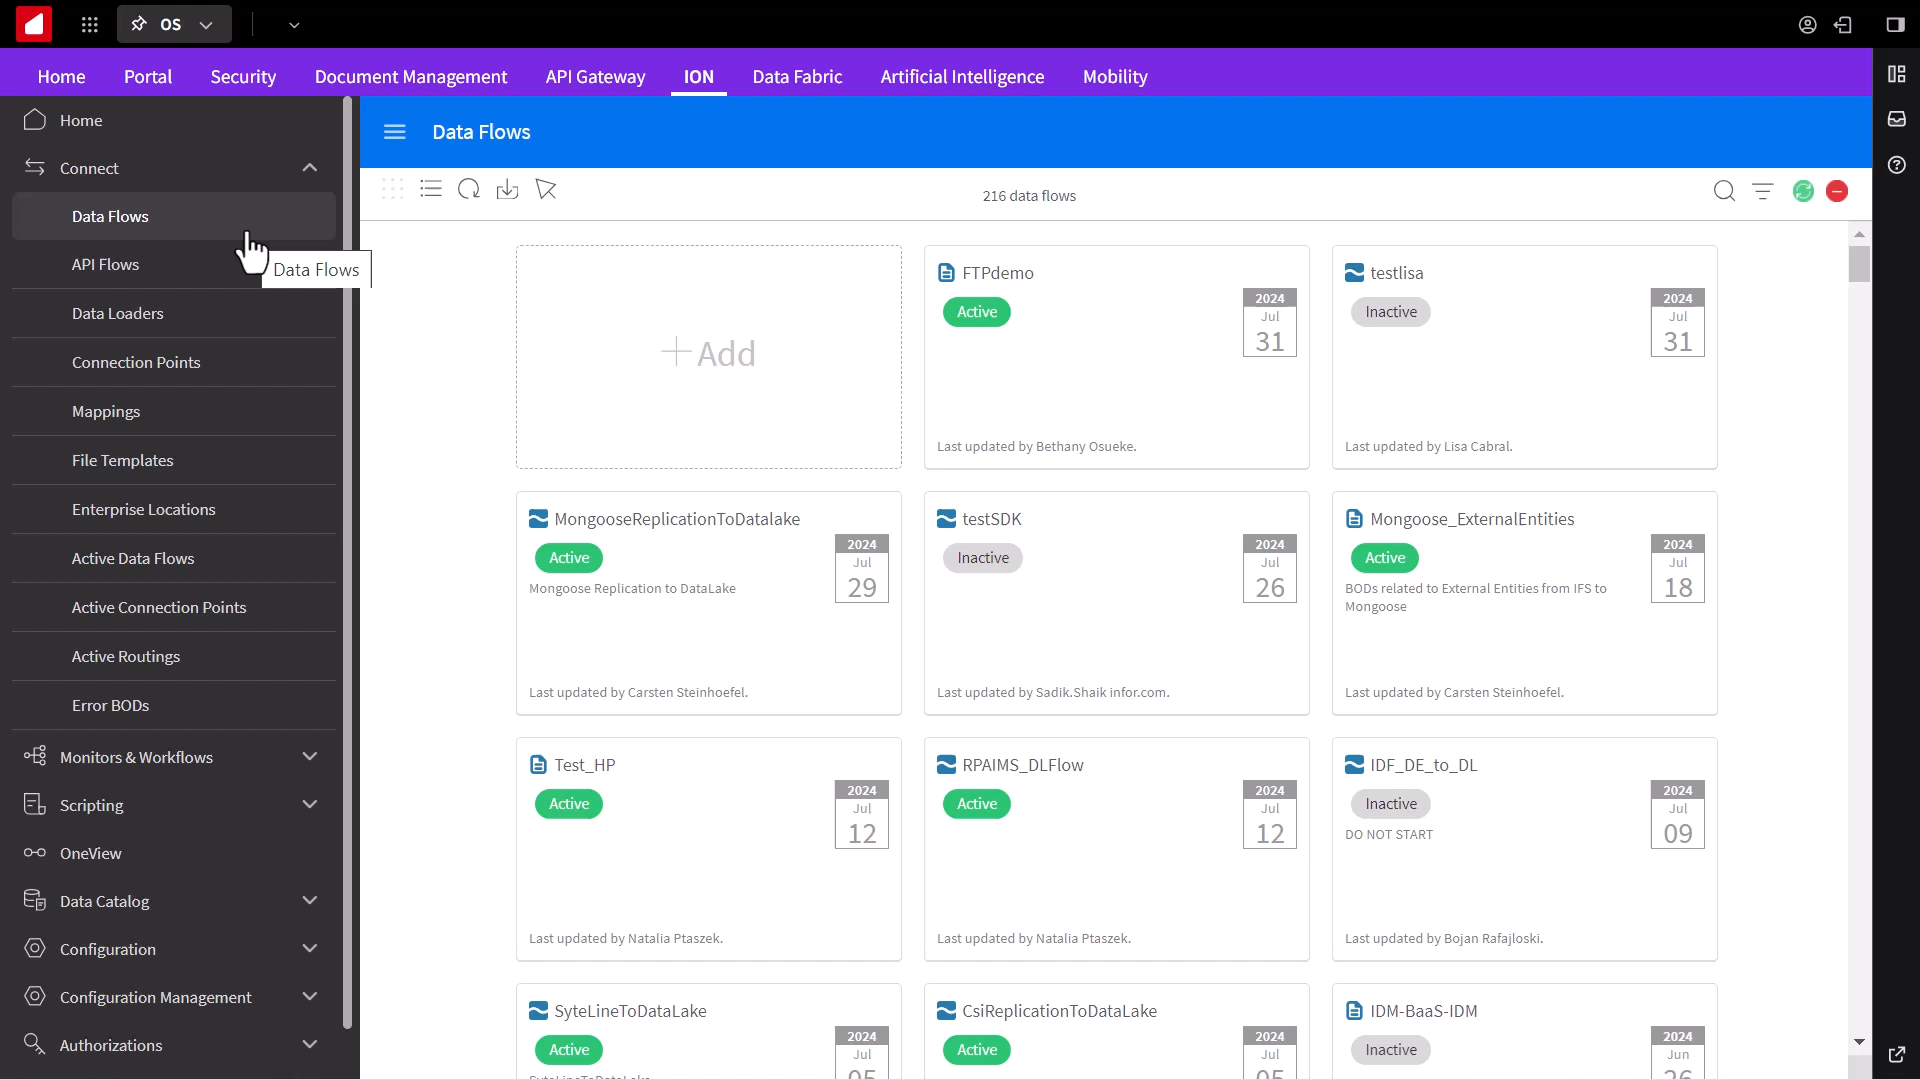 OS
Home Portal Security Document Management API Gateway ION Data Fabric Artificial Intelligence Mobility
Home
Connect
Data Flows
API Flows
Data Loaders
Connection Points
Mappings
File Templates
Enterprise Locations
Active Data Flows
Active Connection Points
Active Routings
Error BODs
Monitors & Workflows
Scripting
OneView
Data Catalog
Configuration
Configuration Management
Authorizations
Data Flows
Data Flows
216 data flows
+Add
FTPdemo
Active
2024
Jul
31
Last updated by Bethany Osueke.
testlisa
Inactive
2024
Jul
31
Last updated by Lisa Cabral.
MongooseReplicationToDatalake
Active
2024
Jul
29
Mongoose Replication to DataLake
Last updated by Carsten Steinhoefel.
testSDK
Inactive
2024
Jul
26
Last updated by Sadik.Shaik infor.com.
Mongoose_ExternalEntities
Active
2024
Jul
18
BODs related to External Entities from IFS to
Mongoose
Last updated by Carsten Steinhoefel.
Test_HP
Active
2024
Jul
12
Last updated by Natalia Ptaszek.
RPAIMS_DLFlow
Active
2024
Jul
12
Last updated by Natalia Ptaszek.
IDF_DE_to_DL
Inactive
2024
Jul
09
DO NOT START
Last updated by Bojan Rafajloski.
SyteLineToDataLake
Active
2024
Jul
05
SyteLineToDataLake
CsiReplicationToDataLake
Active
2024
Jul
05
IDM-BaaS-IDM
Inactive
2024
Jun
26